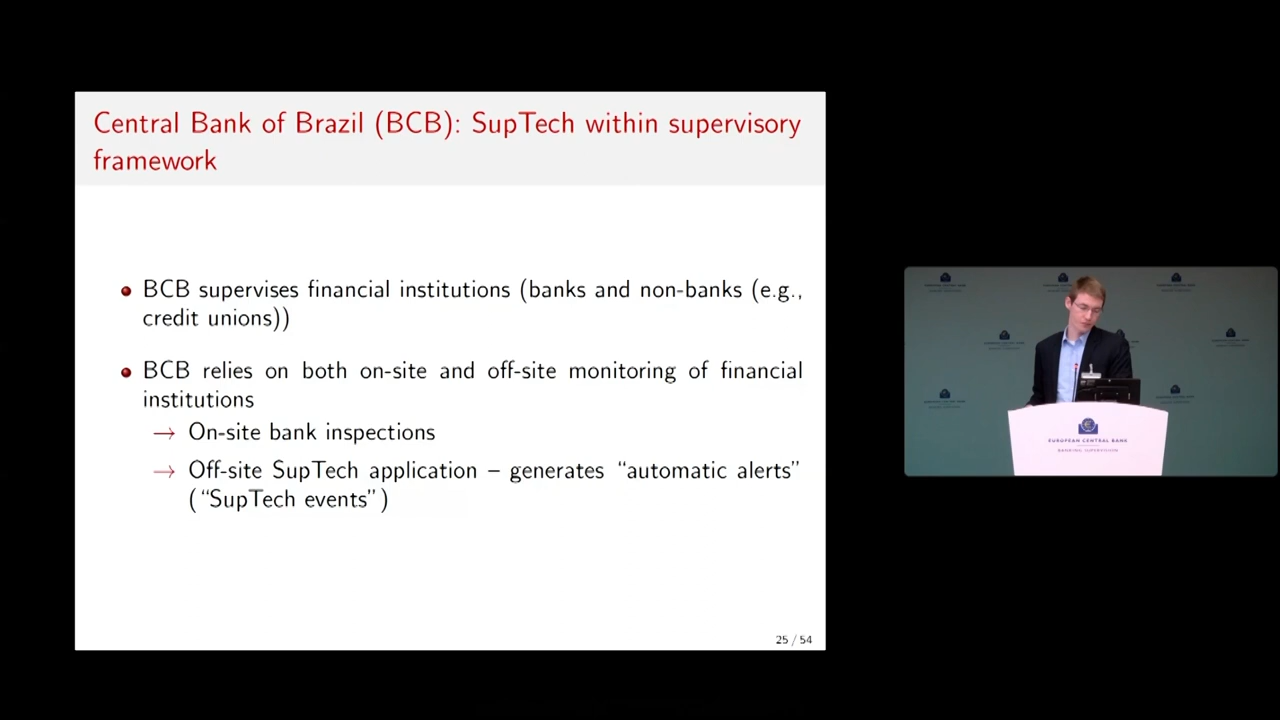 Central Bank of Brazil (BCB): SupTech within supervisory
framework
BCB supervises financial institutions (banks and non-banks (e.g.,
credit unions))
BCB relies on both on-site and off-site monitoring of financial
institutions
→ On-site bank inspections
→ Off-site SupTech application – generates “automatic alerts”
(“SupTech events”)
25 / 54
EUROPEAN CENTRAL BANK
BANKING SUPERVISION